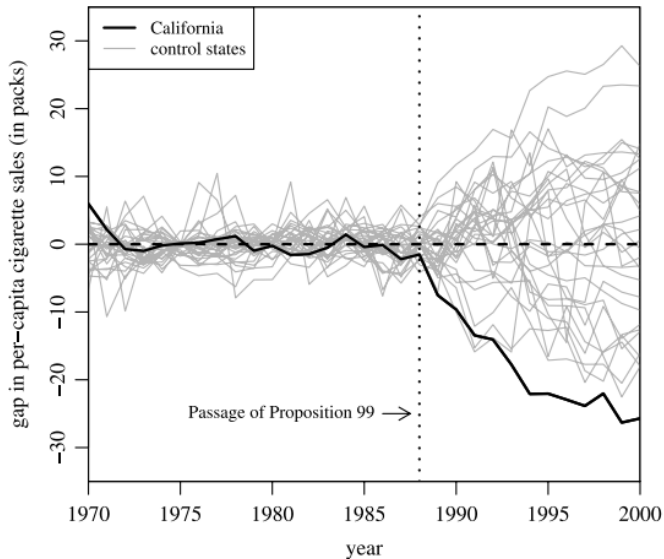 California
control states
gap in per−capita cigarette sales (in packs)
30
20
10
0
−10
−20
−30
Passage of Proposition 99
1970
1975
1980
1985
1990
1995
2000
year